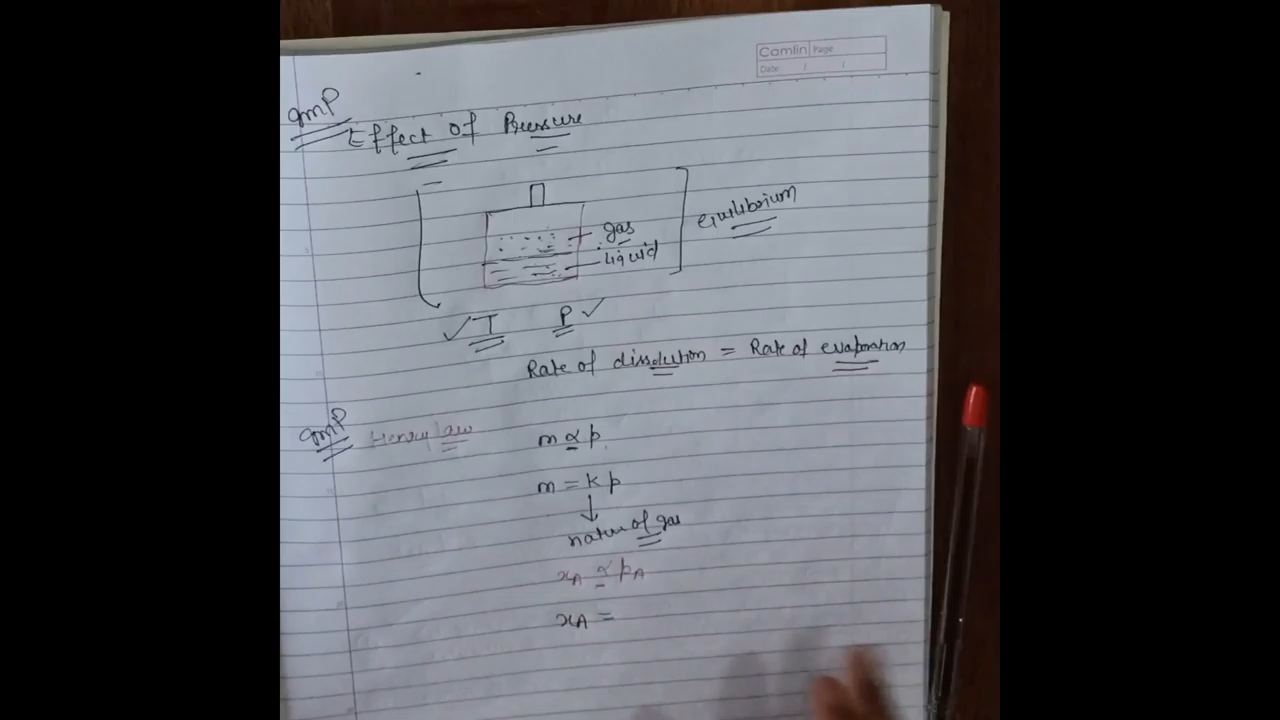 Camlin Page
Date / /
ImP
Effect of Pressure
gas
liquid
equilibrium
✓ T P ✓
Rate of dissolution = Rate of evaporation
ImP
Henry law
m ∝ p
m = k p
↓
nature of gas
xA ∝ pA
xA =